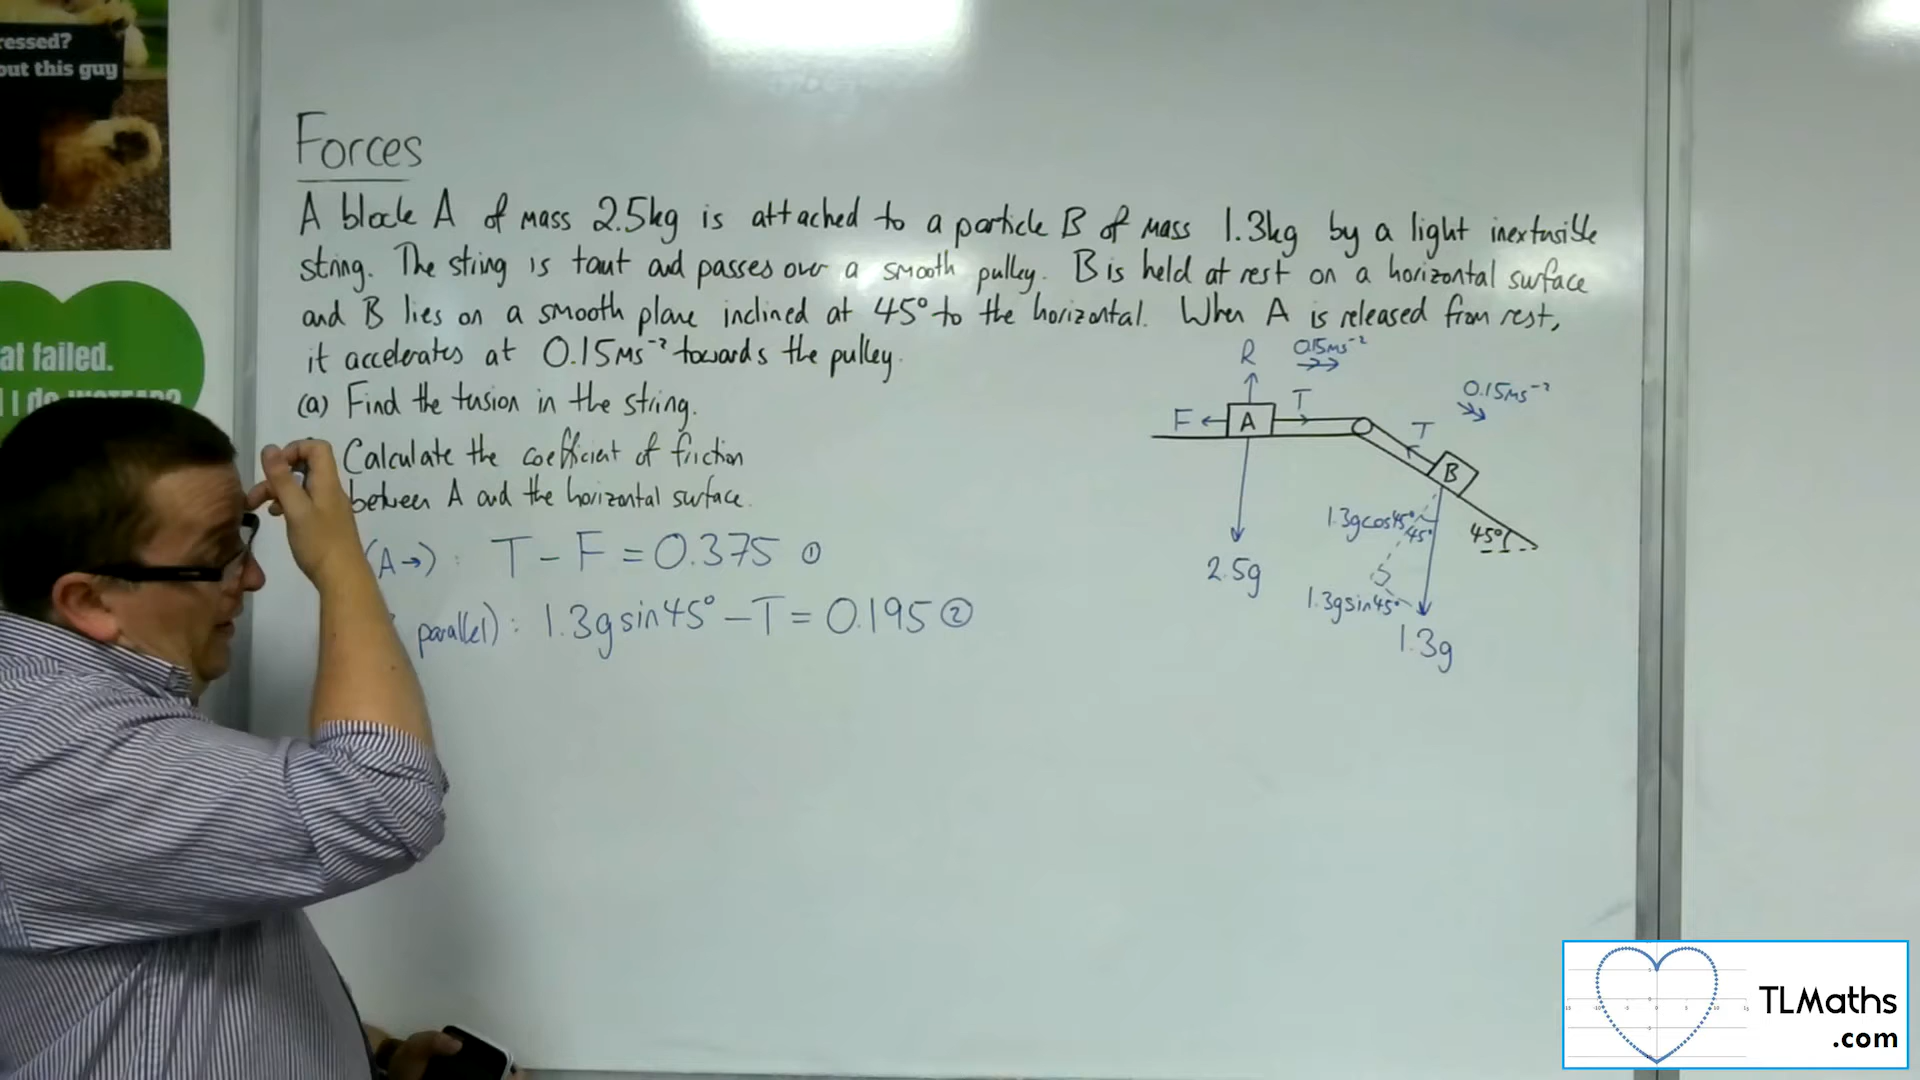 ressed?
out this guy
at failed.
I do INSTEAD?
Forces
A block A of mass 2.5kg is attached to a particle B of mass 1.3kg by a light inextensible
string. The string is taut and passes over a smooth pulley. B is held at rest on a horizontal surface
and B lies on a smooth plane inclined at 45° to the horizontal. When A is released from rest,
it accelerates at 0.15ms⁻² towards the pulley.
(a) Find the tension in the string.
Calculate the coefficient of friction
between A and the horizontal surface.
(A→): T - F = 0.375 ①
parallel): 1.3g sin45° - T = 0.195 ②
R
0.15ms⁻²
0.15ms⁻²
F
A
T
T
B
1.3gcos45°
45°
45°
2.5g
1.3gsin45°
1.3g
TLMaths
.com